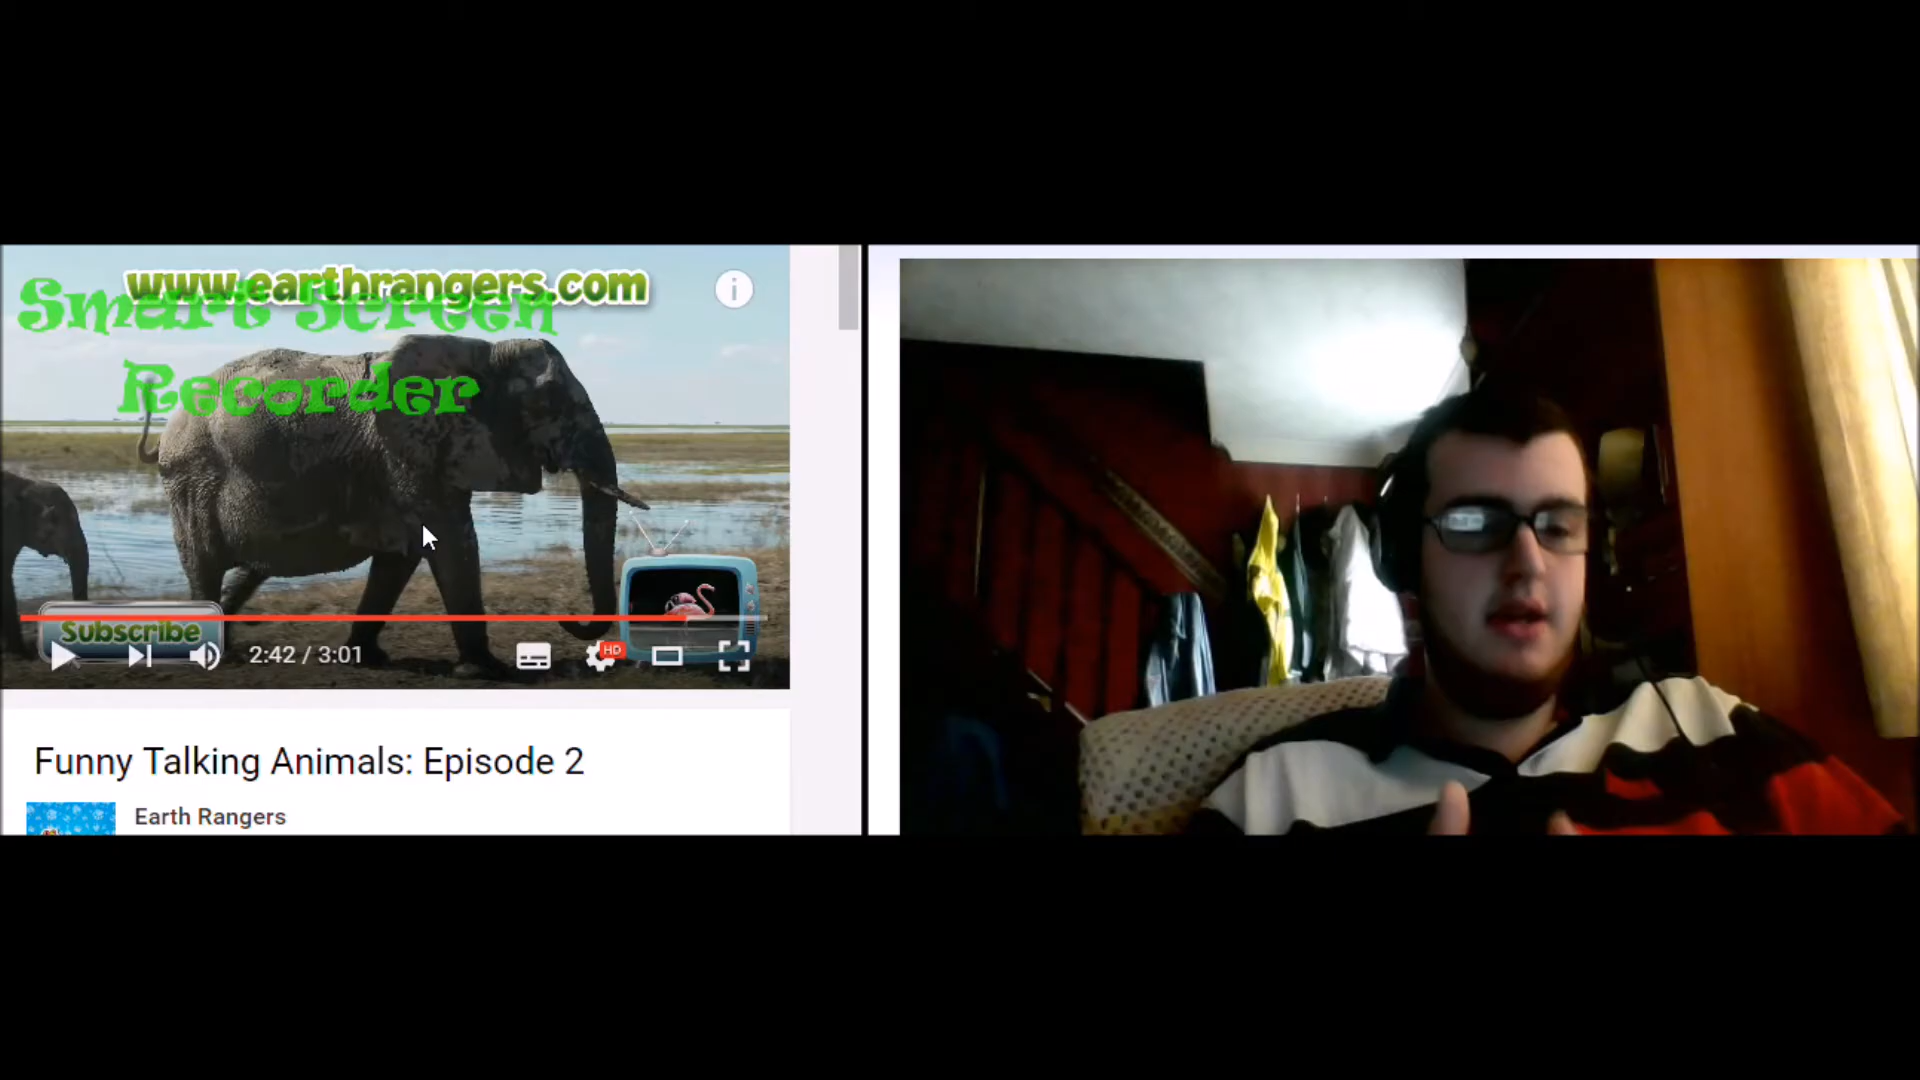 www.earthrangers.com
Smart Screen
Recorder
Subscribe
2:42 / 3:01
HD
Funny Talking Animals: Episode 2
Earth Rangers